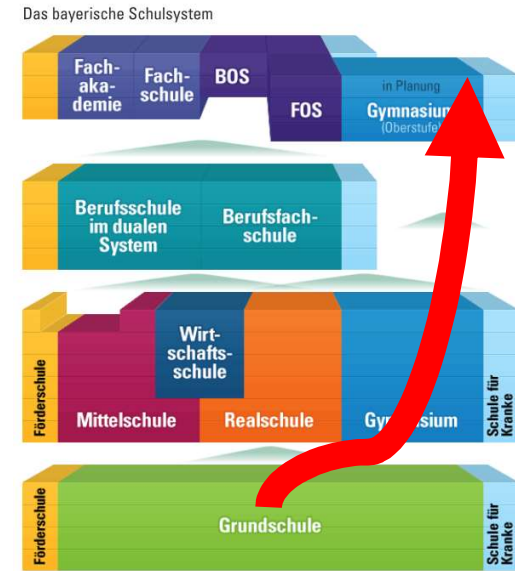 Das bayerische Schulsystem
Fach-
aka-
demie
Fach-
schule
BOS
FOS
in Planung
Gymnasium
(Oberstufe)
Berufsschule
im dualen
System
Berufsfach-
schule
Förderschule
Mittelschule
Wirt-
schafts-
schule
Realschule
Gymnasium
Schule für
Kranke
Förderschule
Grundschule
Schule für
Kranke